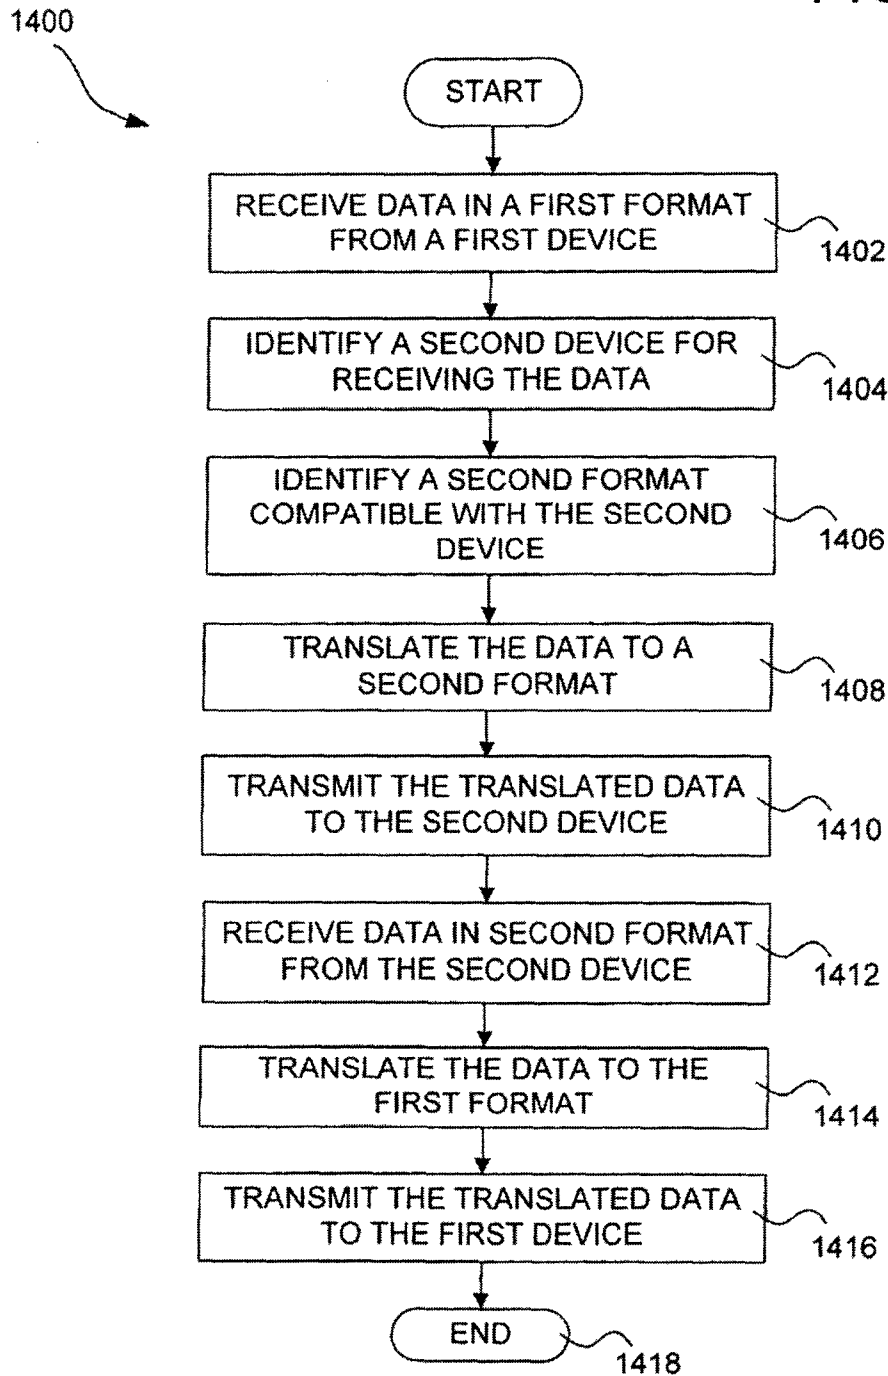 1400
START
RECEIVE DATA IN A FIRST FORMAT
FROM A FIRST DEVICE
1402
IDENTIFY A SECOND DEVICE FOR
RECEIVING THE DATA
1404
IDENTIFY A SECOND FORMAT
COMPATIBLE WITH THE SECOND
DEVICE
1406
TRANSLATE THE DATA TO A
SECOND FORMAT
1408
TRANSMIT THE TRANSLATED DATA
TO THE SECOND DEVICE
1410
RECEIVE DATA IN SECOND FORMAT
FROM THE SECOND DEVICE
1412
TRANSLATE THE DATA TO THE
FIRST FORMAT
1414
TRANSMIT THE TRANSLATED DATA
TO THE FIRST DEVICE
1416
END
1418